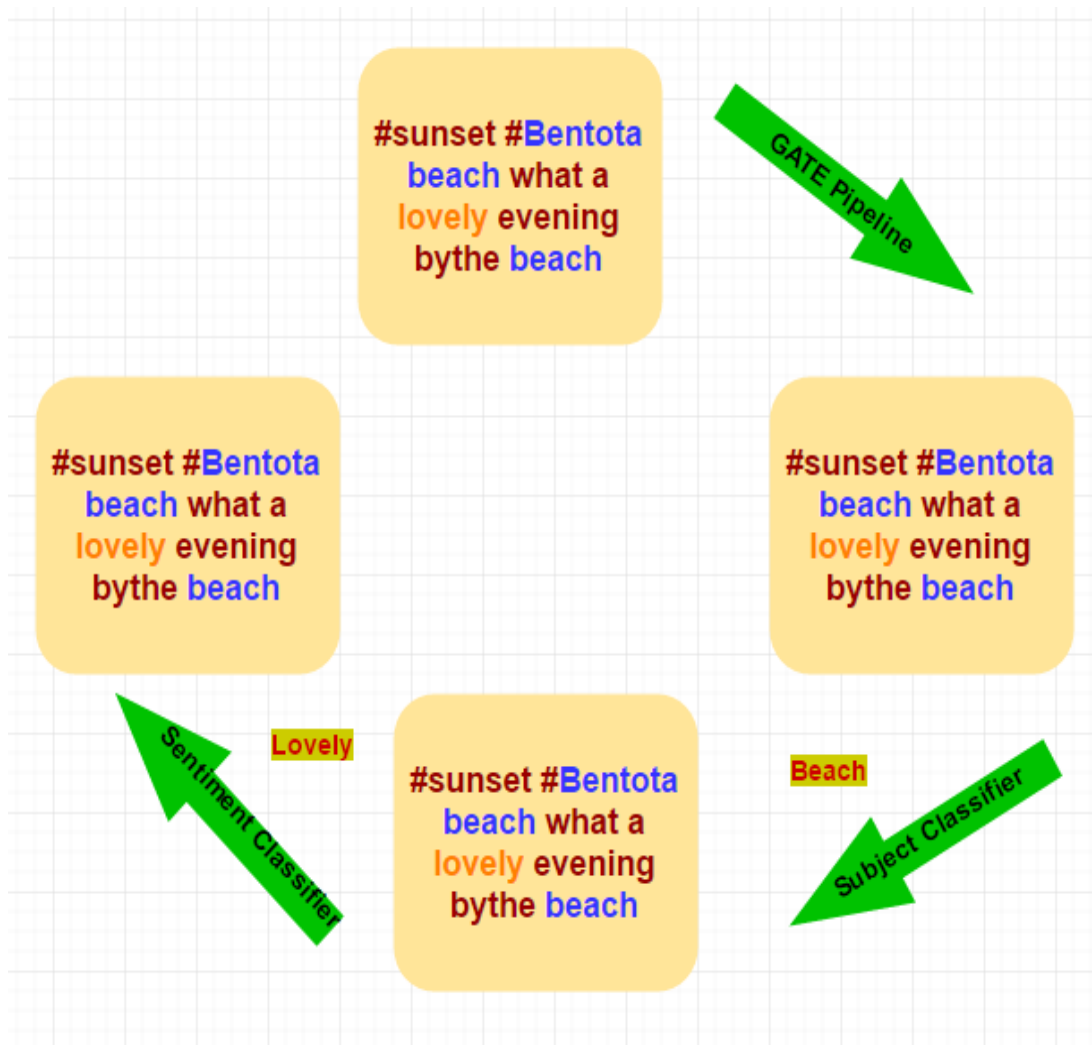 #sunset #Bentota
beach what a
lovely evening
bythe beach
GATE Pipeline
#sunset #Bentota
beach what a
lovely evening
bythe beach
#sunset #Bentota
beach what a
lovely evening
bythe beach
Lovely
Sentiment Classifier
#sunset #Bentota
beach what a
lovely evening
bythe beach
Beach
Subject Classifier